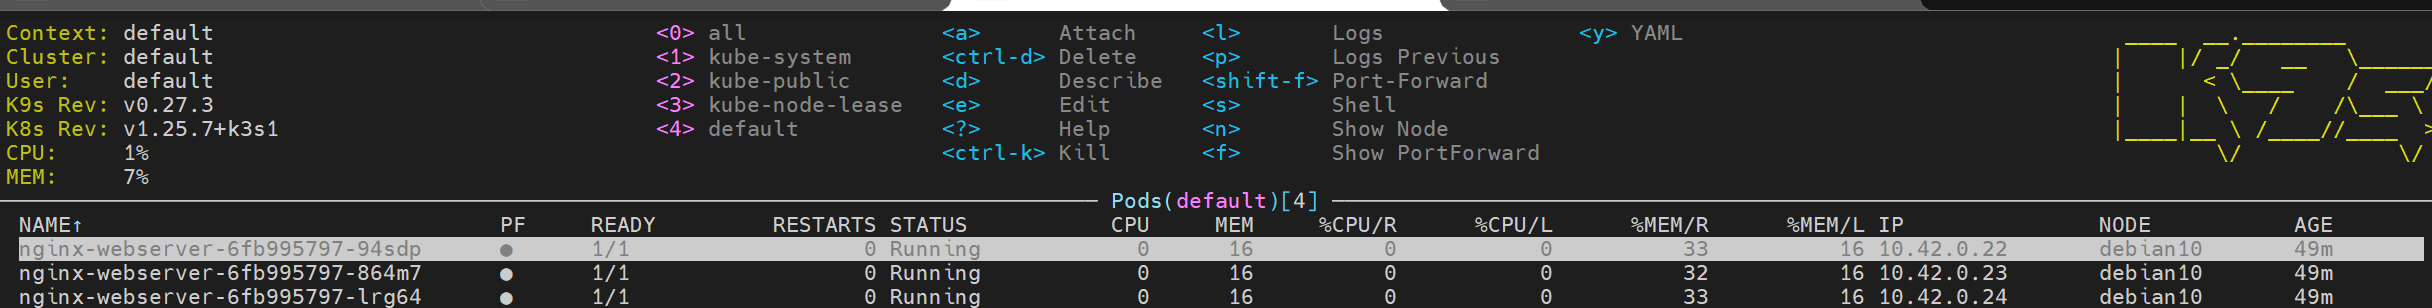 Context: default <0> all <a> Attach <l> Logs <y> YAML
Cluster: default <1> kube-system <ctrl-d> Delete <p> Logs Previous
User: default <2> kube-public <d> Describe <shift-f> Port-Forward
K9s Rev: v0.27.3 <3> kube-node-lease <e> Edit <s> Shell
K8s Rev: v1.25.7+k3s1 <4> default <?> Help <n> Show Node
CPU: 1% <ctrl-k> Kill <f> Show PortForward
MEM: 7%
Pods(default)[4]
NAME↑ PF READY RESTARTS STATUS CPU MEM %CPU/R %CPU/L %MEM/R %MEM/L IP NODE AGE
nginx-webserver-6fb995797-94sdp ● 1/1 0 Running 0 16 0 0 33 16 10.42.0.22 debian10 49m
nginx-webserver-6fb995797-864m7 ● 1/1 0 Running 0 16 0 0 32 16 10.42.0.23 debian10 49m
nginx-webserver-6fb995797-lrg64 ● 1/1 0 Running 0 16 0 0 33 16 10.42.0.24 debian10 49m